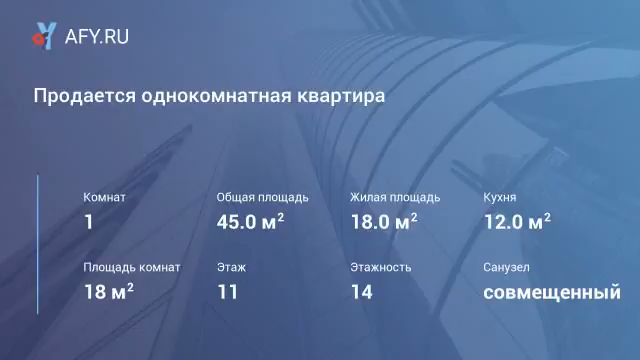 AFY.RU
Продается однокомнатная квартира
Комнат Общая площадь Жилая площадь Кухня
1 45.0 м² 18.0 м² 12.0 м²
Площадь комнат Этаж Этажность Санузел
18 м² 11 14 совмещенный